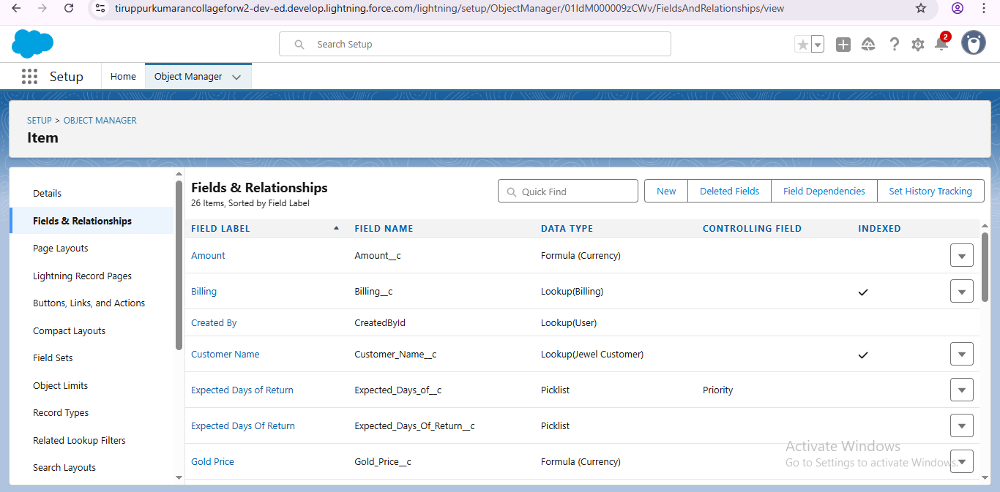 tiruppurkumarancollageforw2-dev-ed.develop.lightning.force.com/lightning/setup/ObjectManager/01IdM000009zCWv/FieldsAndRelationships/view
Search Setup
2
Setup
Home
Object Manager
SETUP > OBJECT MANAGER
Item
Details
Fields & Relationships
Page Layouts
Lightning Record Pages
Buttons, Links, and Actions
Compact Layouts
Field Sets
Object Limits
Record Types
Related Lookup Filters
Search Layouts
Fields & Relationships
26 Items, Sorted by Field Label
Quick Find
New
Deleted Fields
Field Dependencies
Set History Tracking
FIELD LABEL FIELD NAME DATA TYPE CONTROLLING FIELD INDEXED
Amount Amount__c Formula (Currency)
Billing Billing__c Lookup(Billing)
Created By CreatedById Lookup(User)
Customer Name Customer_Name__c Lookup(Jewel Customer)
Expected Days of Return Expected_Days_of__c Picklist Priority
Expected Days Of Return Expected_Days_Of_Return__c Picklist
Gold Price Gold_Price__c Formula (Currency)
Activate Windows
Go to Settings to activate Windows.